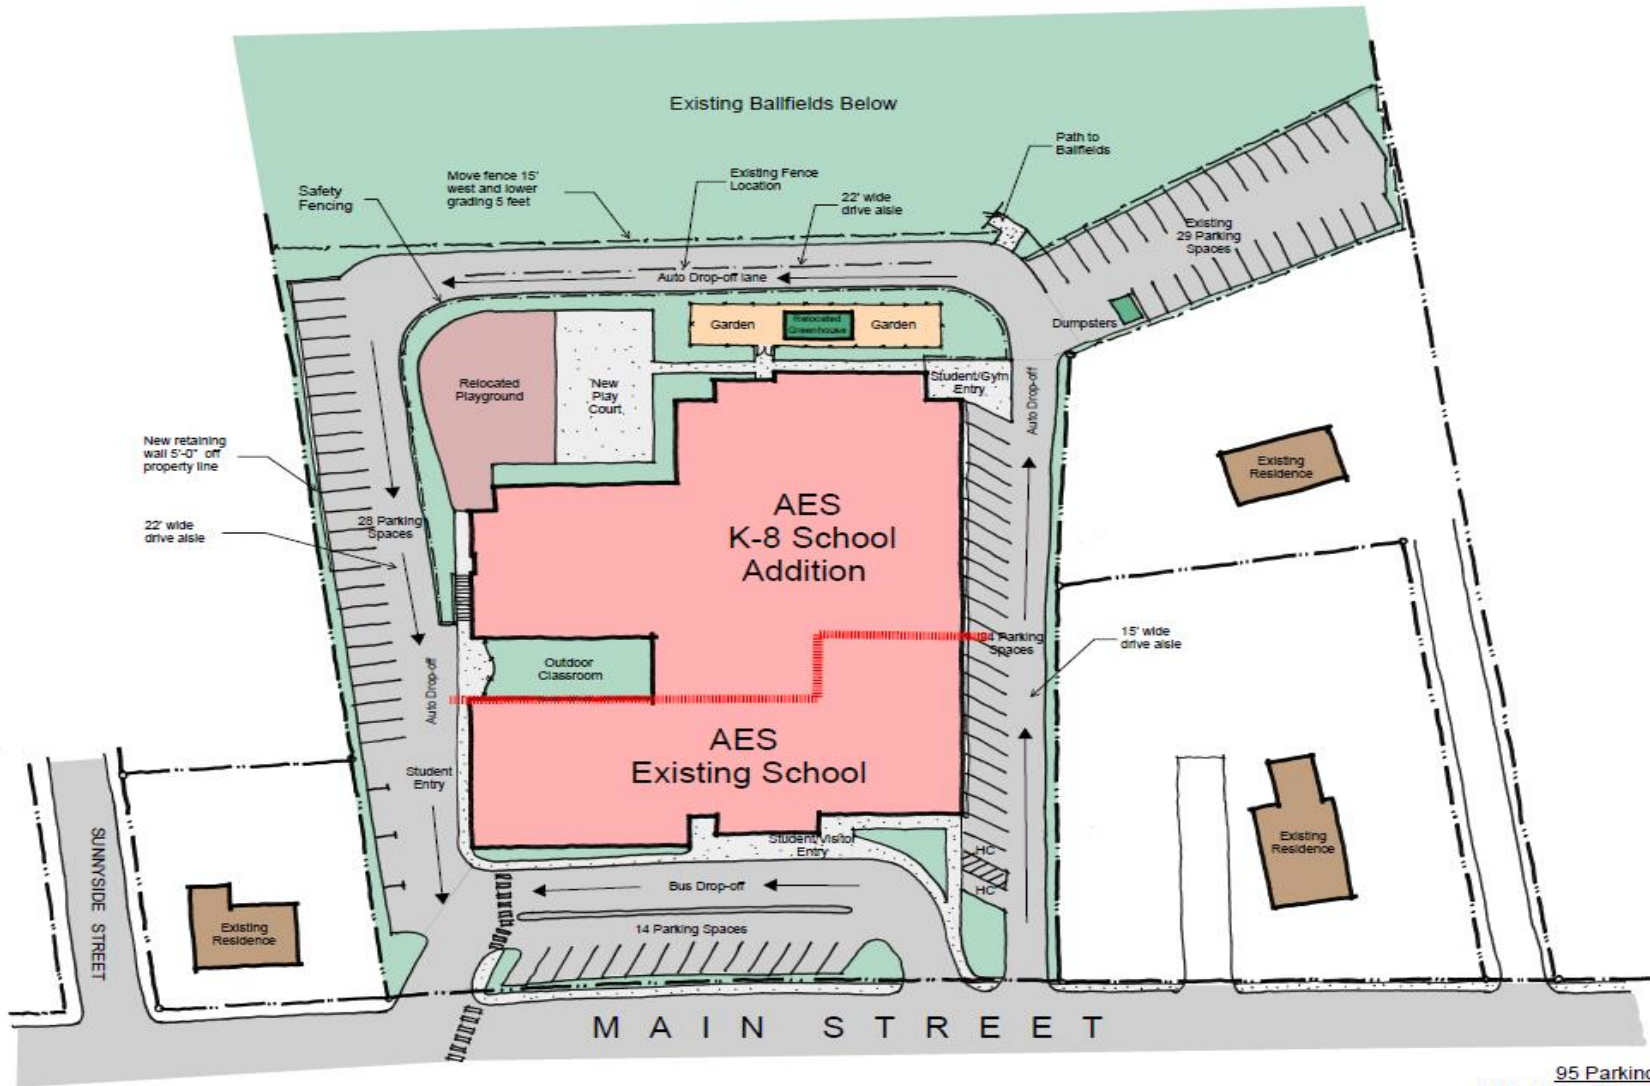 Existing Ballfields Below
Path to
Ballfields
Move fence 15'
west and lower
grading 5 feet
Existing Fence
Location
Safety
Fencing
22' wide
drive aisle
Existing
29 Parking
Spaces
Auto Drop-off lane
Garden
Relocated
Greenhouse
Garden
Dumpsters
Relocated
Playground
New
Play
Court
Student/Gym
Entry
Auto Drop-off
New retaining
wall 5'-0" off
property line
Existing
Residence
AES
K-8 School
Addition
28 Parking
Spaces
22' wide
drive aisle
Parking
Spaces
15' wide
drive aisle
Outdoor
Classroom
Auto Drop-off
AES
Existing School
Student
Entry
SUNNYSIDE STREET
Student/Visitor
Entry
Existing
Residence
HC
HC
Bus Drop-off
14 Parking Spaces
Existing
Residence
MAIN STREET
95 Parking